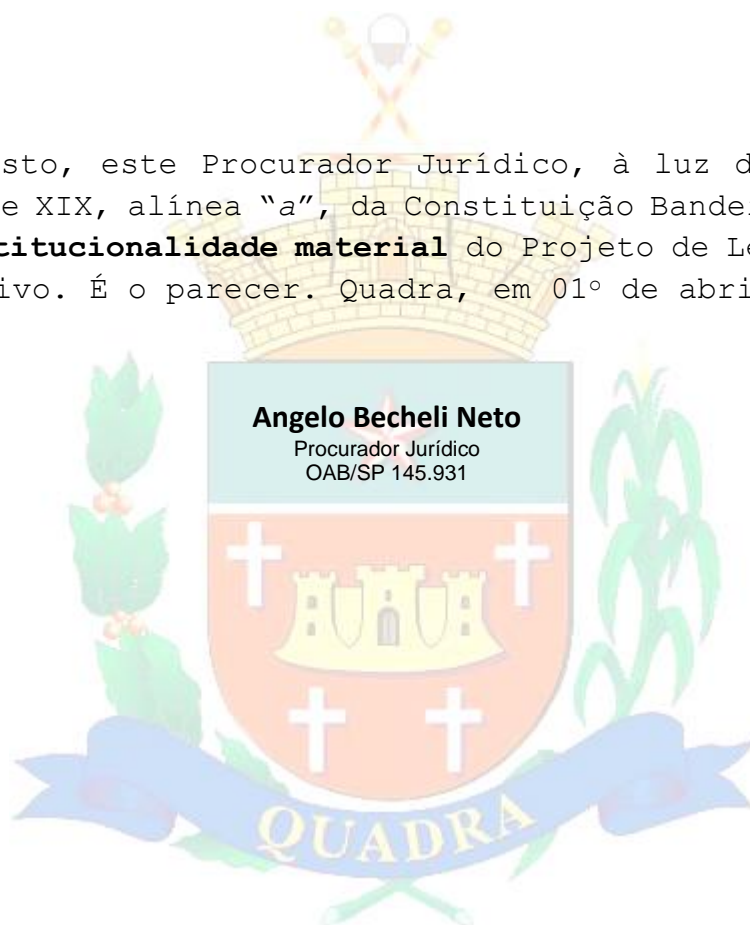 sto, este Procurador Jurídico, à luz d
e XIX, alínea “a”, da Constituição Bande
titucionalidade material do Projeto de Le
ivo. É o parecer. Quadra, em 01º de abri
Angelo Becheli Neto
Procurador Jurídico
OAB/SP 145.931
QUADRA